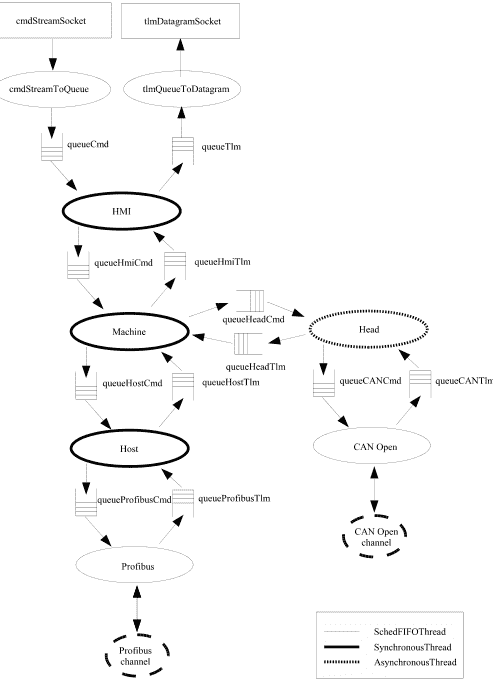 cmdStreamSocket
tlmDatagramSocket
cmdStreamToQueue
tlmQueueToDatagram
queueCmd
queueTlm
HMI
queueHmiCmd
queueHmiTlm
queueHeadCmd
Machine
Head
queueHeadTlm
queueHostCmd
queueHostTlm
queueCANCmd
queueCANTlm
Host
CAN Open
queueProfibusCmd
queueProfibusTlm
CAN Open
channel
Profibus
SchedFIFOThread
SynchronousThread
AsynchronousThread
Profibus
channel